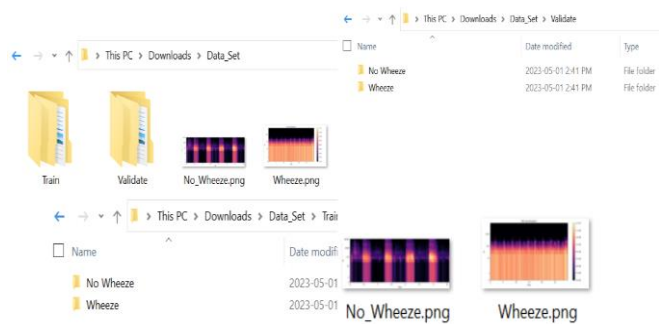 This PC > Downloads > Data_Set
Train
Validate
No_Wheeze.png
Wheeze.png
> This PC > Downloads > Data_Set > Train
Name
Date modifi
No Wheeze
2023-05-01
Wheeze
2023-05-01
> This PC > Downloads > Data_Set > Validate
Name
Date modified
Type
No Wheeze
2023-05-01 2:41 PM
File folder
Wheeze
2023-05-01 2:41 PM
File folder
No_Wheeze.png
Wheeze.png